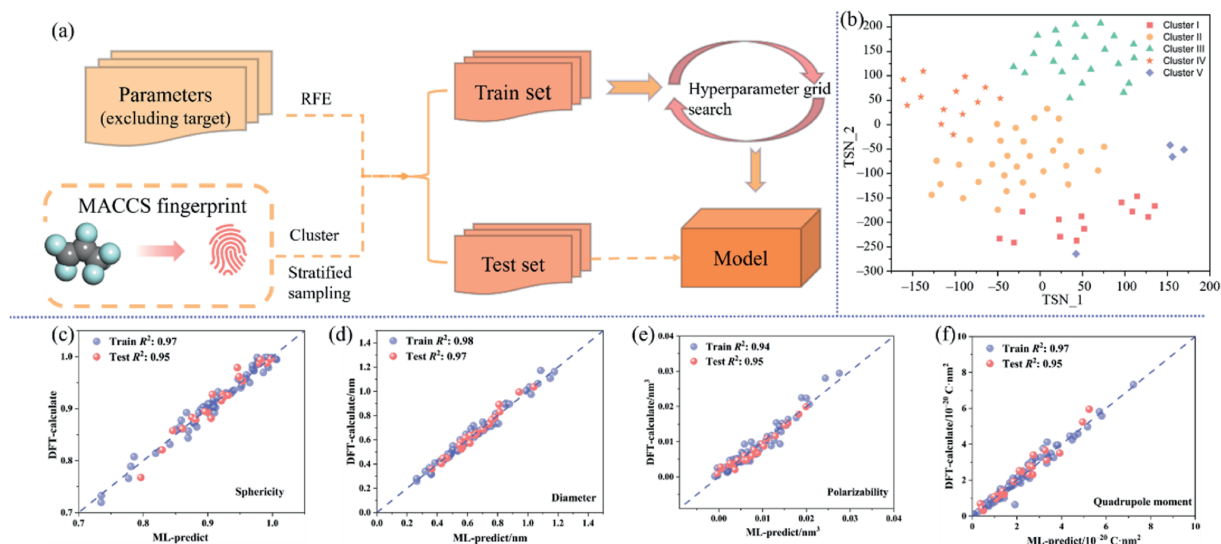 (a)
Parameters
(excluding target)
RFE
MACCS fingerprint
Cluster
Stratified
sampling
Train set
Test set
Hyperparameter grid
search
Model
(b)
Cluster I
Cluster II
Cluster III
Cluster IV
Cluster V
TSN_2
200
150
100
50
0
−50
−100
−150
−200
−250
−300
−150
−100
−50
0
50
100
150
200
TSN_1
(c)
Train R²: 0.97
Test R²: 0.95
DFT-calculate
1.0
0.9
0.8
0.7
Sphericity
0.7
0.8
0.9
1.0
ML-predict
(d)
Train R²: 0.98
Test R²: 0.97
DFT-calculate/nm
1.4
1.2
1.0
0.8
0.6
0.4
0.2
0.0
Diameter
0.0
0.2
0.4
0.6
0.8
1.0
1.2
1.4
ML-predict/nm
(e)
Train R²: 0.94
Test R²: 0.95
DFT-calculate/nm³
0.04
0.03
0.02
0.01
0.00
Polarizability
0.00
0.01
0.02
0.03
0.04
ML-predict/nm³
(f)
Train R²: 0.97
Test R²: 0.95
DFT-calculate/10⁻²⁰ C·nm²
10
8
6
4
2
0
Quadrupole moment
0
2
4
6
8
10
ML-predict/10⁻²⁰ C·nm²